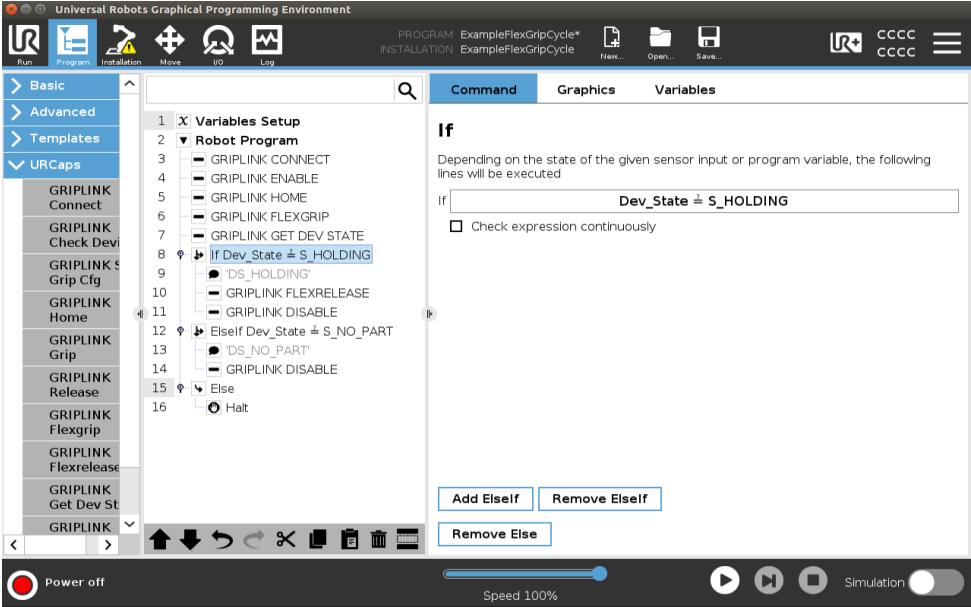 Universal Robots Graphical Programming Environment
PROGRAM ExampleFlexGripCycle*
INSTALLATION ExampleFlexGripCycle
Run
Program
Installation
Move
I/O
Log
New...
Open...
Save...
UR+
CCCC
CCCC
Basic
Advanced
Templates
URCaps
GRIPLINK
Connect
GRIPLINK
Check Devi
GRIPLINK S
Grip Cfg
GRIPLINK
Home
GRIPLINK
Grip
GRIPLINK
Release
GRIPLINK
Flexgrip
GRIPLINK
Flexrelease
GRIPLINK
Get Dev St
GRIPLINK
1 X Variables Setup
2 Robot Program
3 GRIPLINK CONNECT
4 GRIPLINK ENABLE
5 GRIPLINK HOME
6 GRIPLINK FLEXGRIP
7 GRIPLINK GET DEV STATE
8 If Dev_State ≟ S_HOLDING
9 'DS_HOLDING'
10 GRIPLINK FLEXRELEASE
11 GRIPLINK DISABLE
12 ElseIf Dev_State ≟ S_NO_PART
13 'DS_NO_PART'
14 GRIPLINK DISABLE
15 Else
16 Halt
Command Graphics Variables
If
Depending on the state of the given sensor input or program variable, the following
lines will be executed
If Dev_State ≟ S_HOLDING
Check expression continuously
Add ElseIf Remove ElseIf
Remove Else
Power off
Speed 100%
Simulation